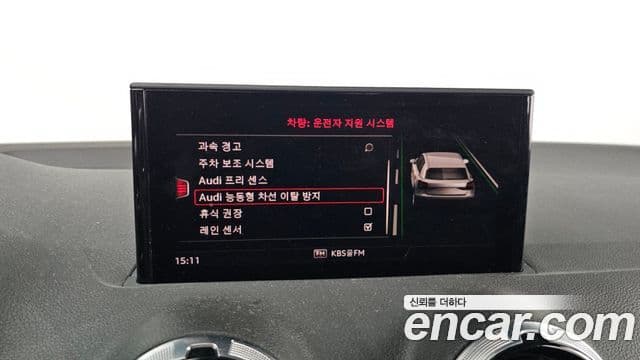 차량: 운전자 지원 시스템
과속 경고
주차 보조 시스템
Audi 프리 센스
Audi 능동형 차선 이탈 방지
휴식 권장
레인 센서
15:11
FM KBS쿨FM
신뢰를 더하다
encar.com